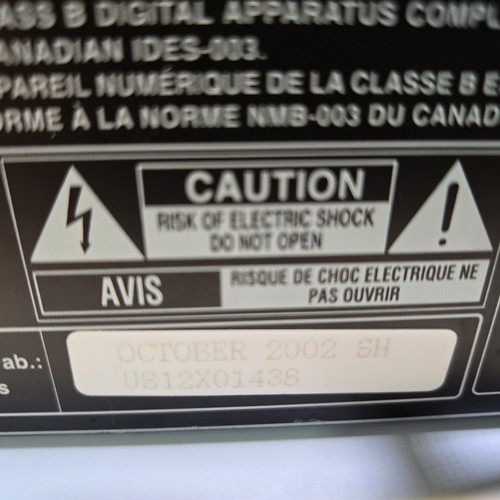 ASS B DIGITAL APPARATUS COMPL
ANADIAN IDES-003.
PAREIL NUMÉRIQUE DE LA CLASSE B E
ORME À LA NORME NMB-003 DU CANAD
CAUTION
RISK OF ELECTRIC SHOCK
DO NOT OPEN
AVIS
RISQUE DE CHOC ELECTRIQUE NE
PAS OUVRIR
ab.:
s
OCTOBER 2002 SH
US12X01438